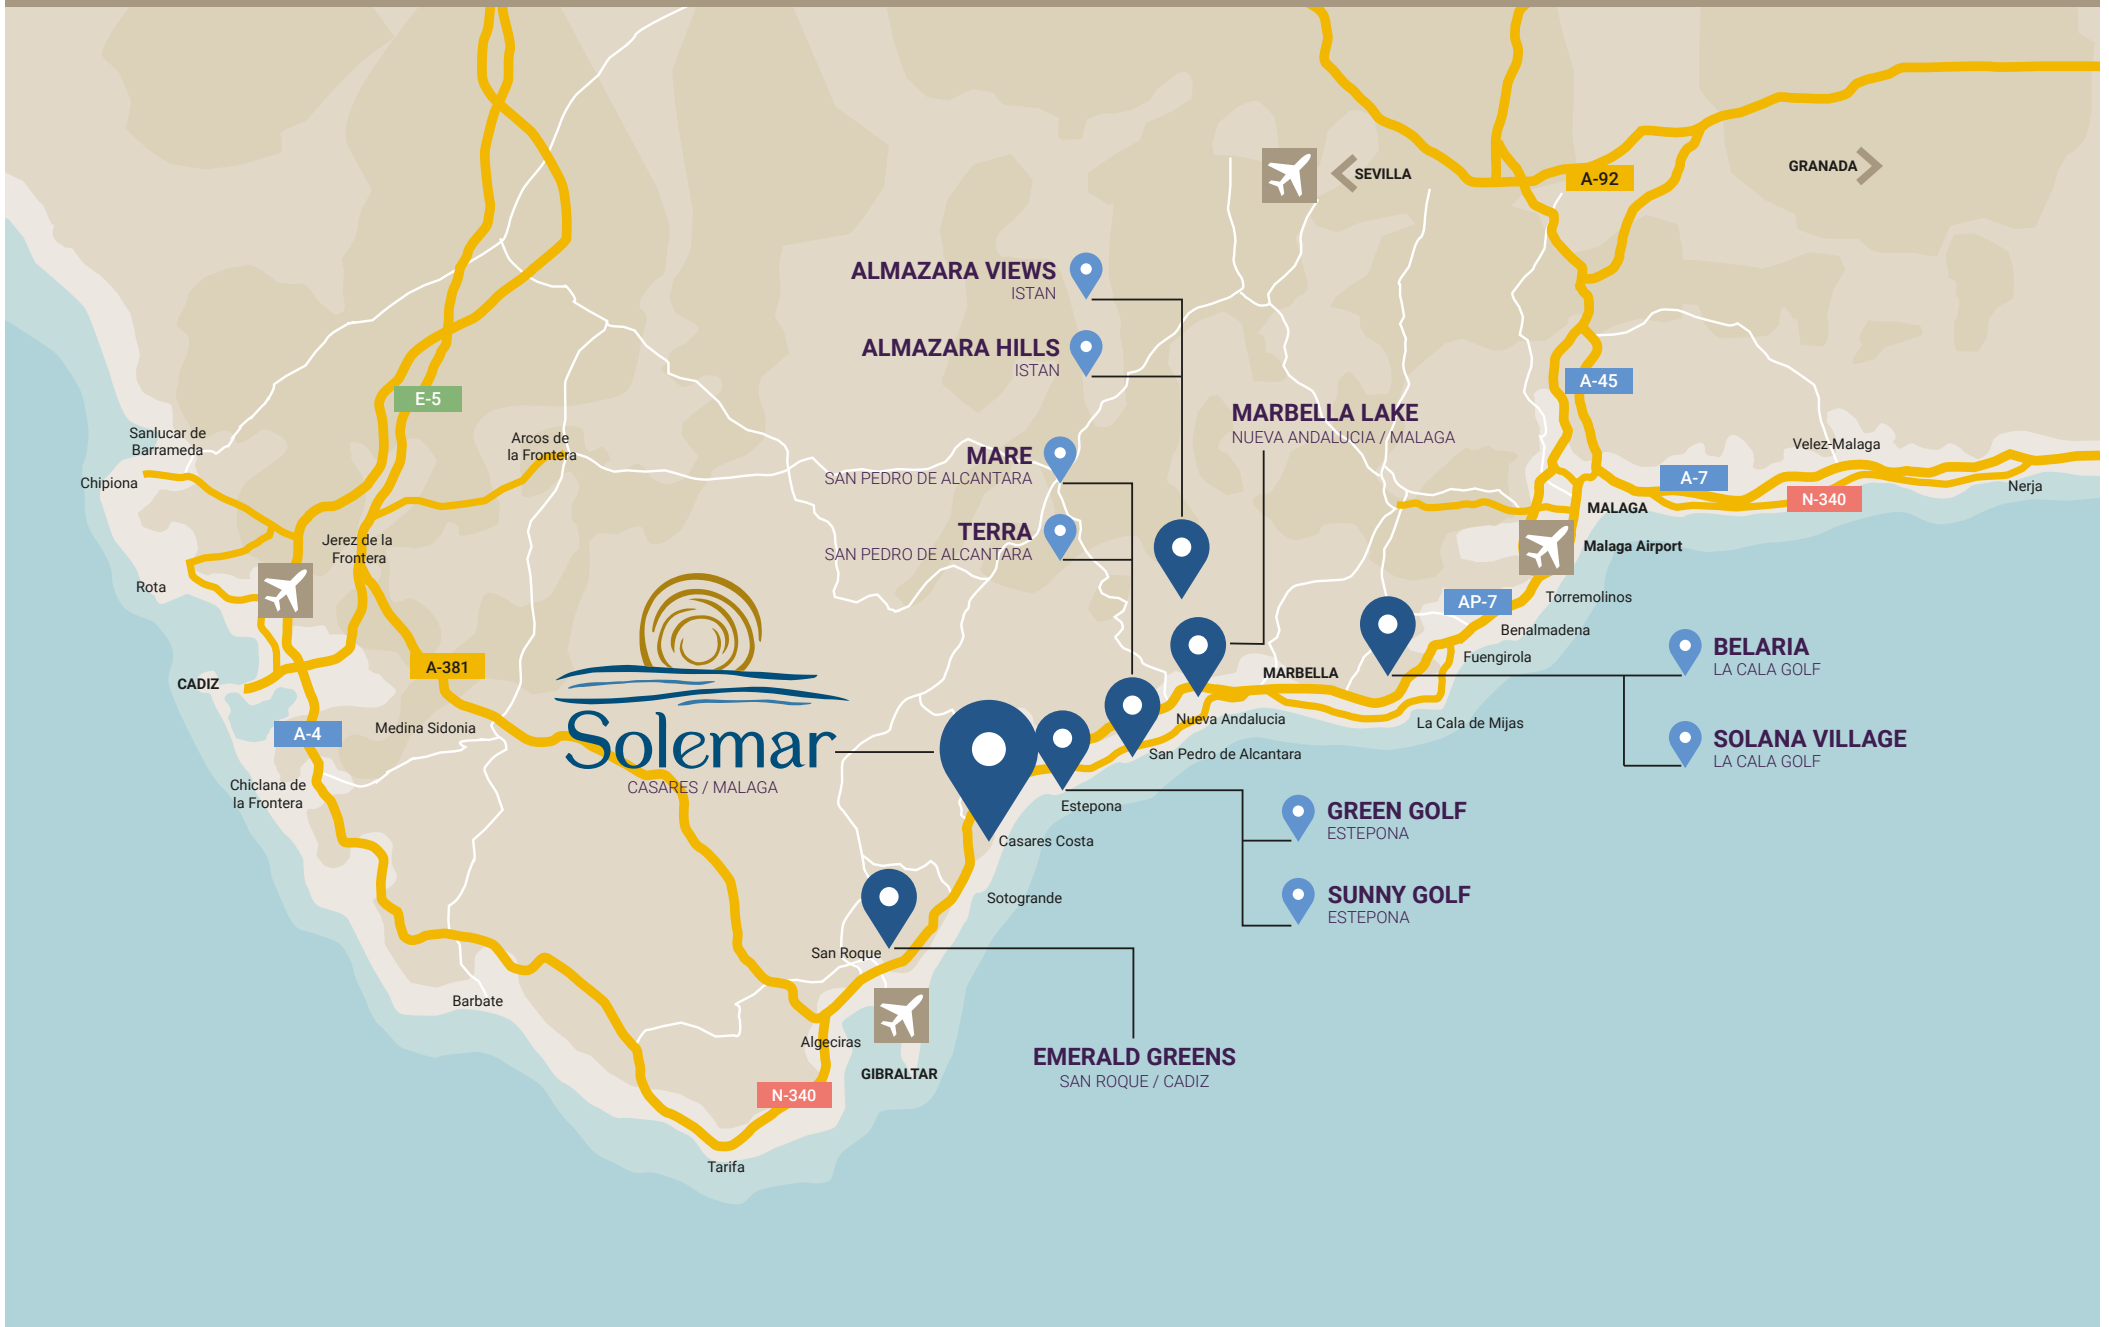 SEVILLA
GRANADA
A-92
ALMAZARA VIEWS
ISTAN
ALMAZARA HILLS
ISTAN
A-45
E-5
MARBELLA LAKE
NUEVA ANDALUCIA / MALAGA
Sanlucar de
Barrameda
Arcos de
la Frontera
Velez-Malaga
MARE
SAN PEDRO DE ALCANTARA
Chipiona
A-7
N-340
Nerja
MALAGA
TERRA
SAN PEDRO DE ALCANTARA
Jerez de la
Frontera
Malaga Airport
Rota
AP-7
Torremolinos
Benalmadena
BELARIA
LA CALA GOLF
Fuengirola
A-381
MARBELLA
CADIZ
Nueva Andalucia
La Cala de Mijas
Medina Sidonia
A-4
Solemar
CASARES / MALAGA
San Pedro de Alcantara
SOLANA VILLAGE
LA CALA GOLF
Chiclana de
la Frontera
Estepona
GREEN GOLF
ESTEPONA
Casares Costa
Sotogrande
SUNNY GOLF
ESTEPONA
San Roque
Barbate
Algeciras
GIBRALTAR
EMERALD GREENS
SAN ROQUE / CADIZ
N-340
Tarifa